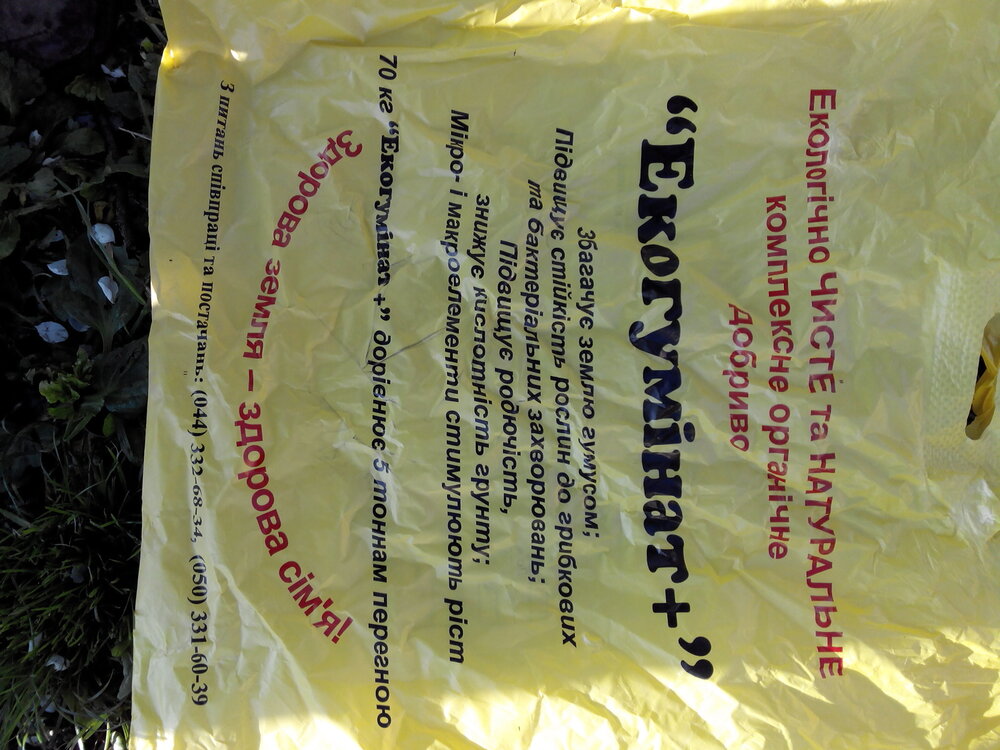 Екологічно ЧИСТЕ та НАТУРАЛЬНЕ
комплексне органічне
добриво
“Екогумінат+”
Збагачує землю гумусом;
Підвищує стійкість рослин до грибкових
та бактеріальних захворювань;
Підвищує родючість,
знижує кислотність грунту;
Мікро- і макроелементи стимулюють ріст
70 кг “Екогумінат +” дорієнює 5 тоннам перегною
Здорова земля – здорова сім'я!
З питань співпраці та постачань: (044) 332-68-34, (050) 331-60-39